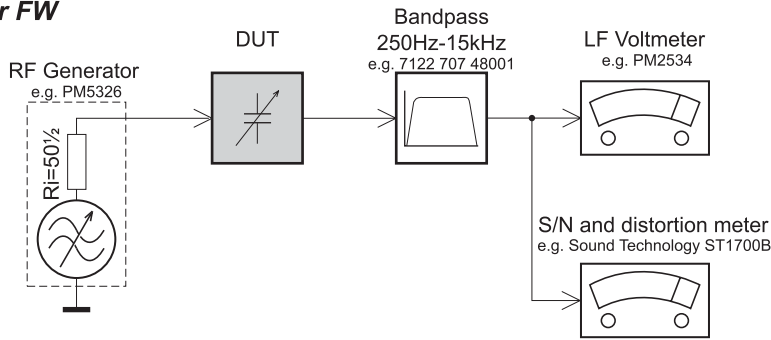 r FW
DUT
Bandpass
250Hz-15kHz
e.g. 7122 707 48001
LF Voltmeter
e.g. PM2534
RF Generator
e.g. PM5326
Ri=50½
S/N and distortion meter
e.g. Sound Technology ST1700B